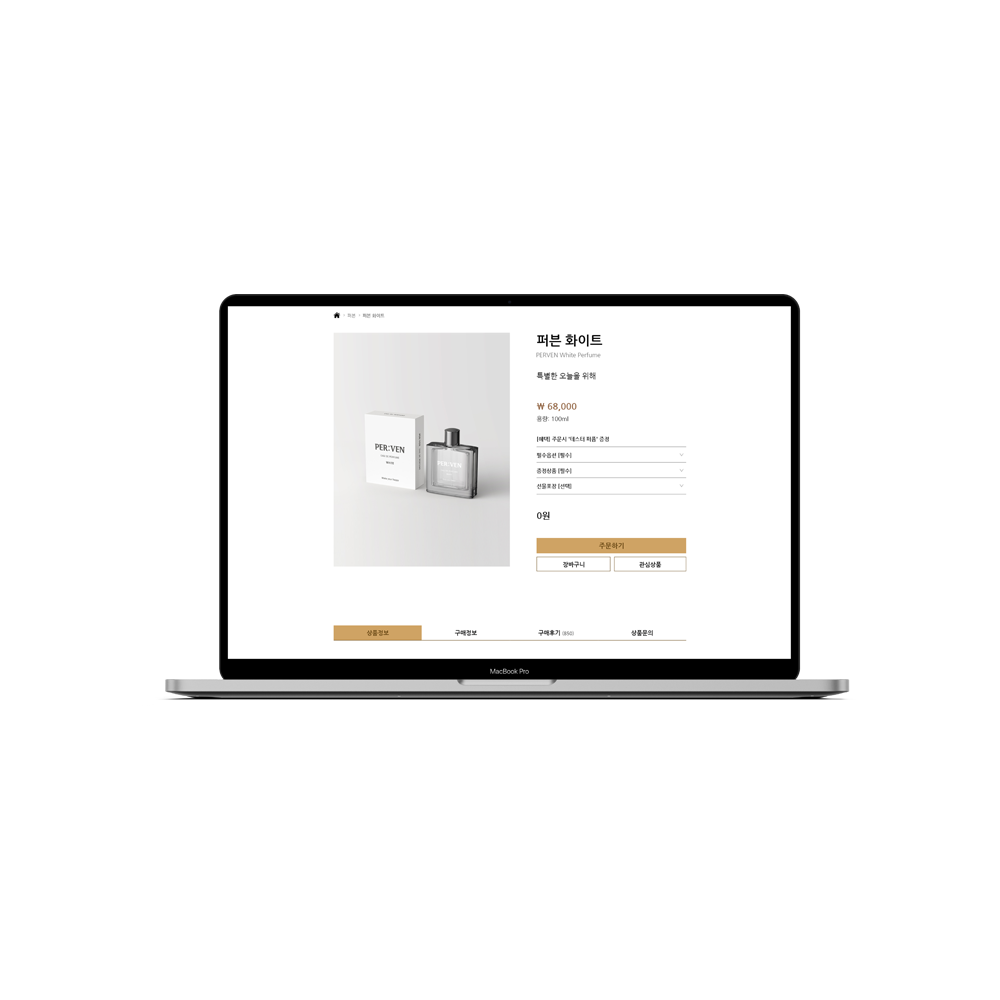 퍼븐 퍼븐 화이트
퍼븐 화이트
PERVEN White Perfume
특별한 오늘을 위해
₩ 68,000
용량: 100ml
[혜택] 주문시 '테스터 퍼퓸' 증정
필수옵션 [필수]
증정상품 [필수]
선물포장 [선택]
0원
주문하기
장바구니 관심상품
PER:VEN
PER:VEN
상품정보 구매정보 구매후기 (850) 상품문의
MacBook Pro